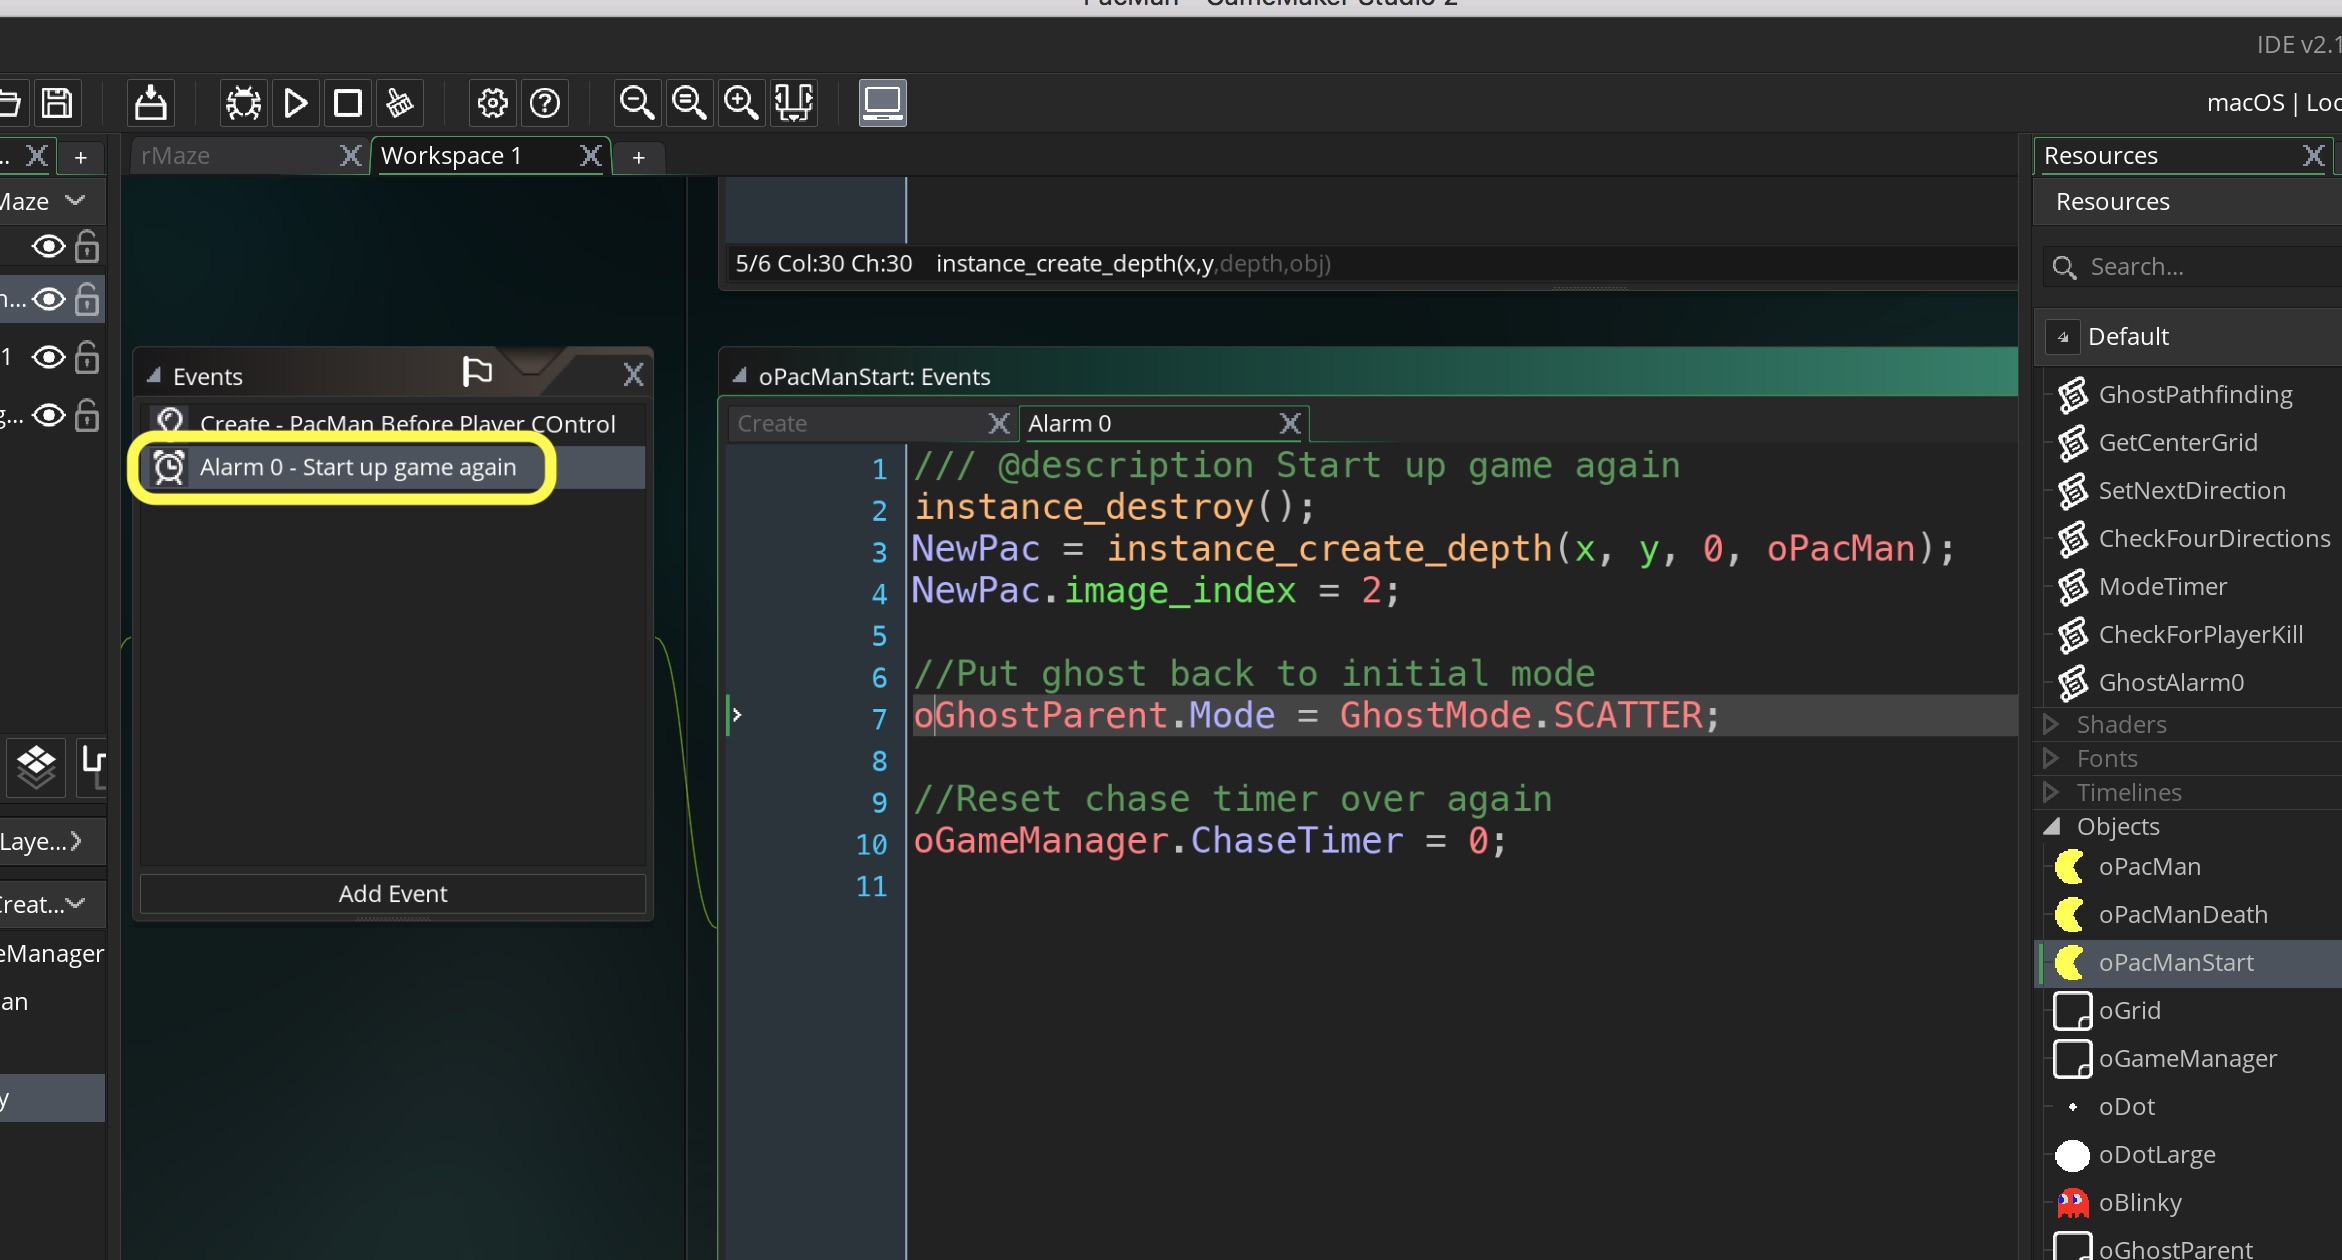 PacMan - GameMaker Studio 2
IDE v2.1
macOS | Loc
rMaze
Workspace 1
Resources
Maze
Resources
5/6 Col:30 Ch:30 instance_create_depth(x,y,depth,obj)
Search...
n...
Default
1
Events
oPacManStart: Events
GhostPathfinding
g...
Create - PacMan Before Player COntrol
Create
Alarm 0
GetCenterGrid
Alarm 0 - Start up game again
1 /// @description Start up game again
SetNextDirection
2 instance_destroy();
CheckFourDirections
3 NewPac = instance_create_depth(x, y, 0, oPacMan);
ModeTimer
4 NewPac.image_index = 2;
CheckForPlayerKill
5
6 //Put ghost back to initial mode
GhostAlarm0
7 oGhostParent.Mode = GhostMode.SCATTER;
Shaders
8
Fonts
9 //Reset chase timer over again
Timelines
10 oGameManager.ChaseTimer = 0;
Objects
Laye...
oPacMan
11
Add Event
reat...
oPacManDeath
eManager
oPacManStart
an
oGrid
oGameManager
y
oDot
oDotLarge
oBlinky
oGhostParent